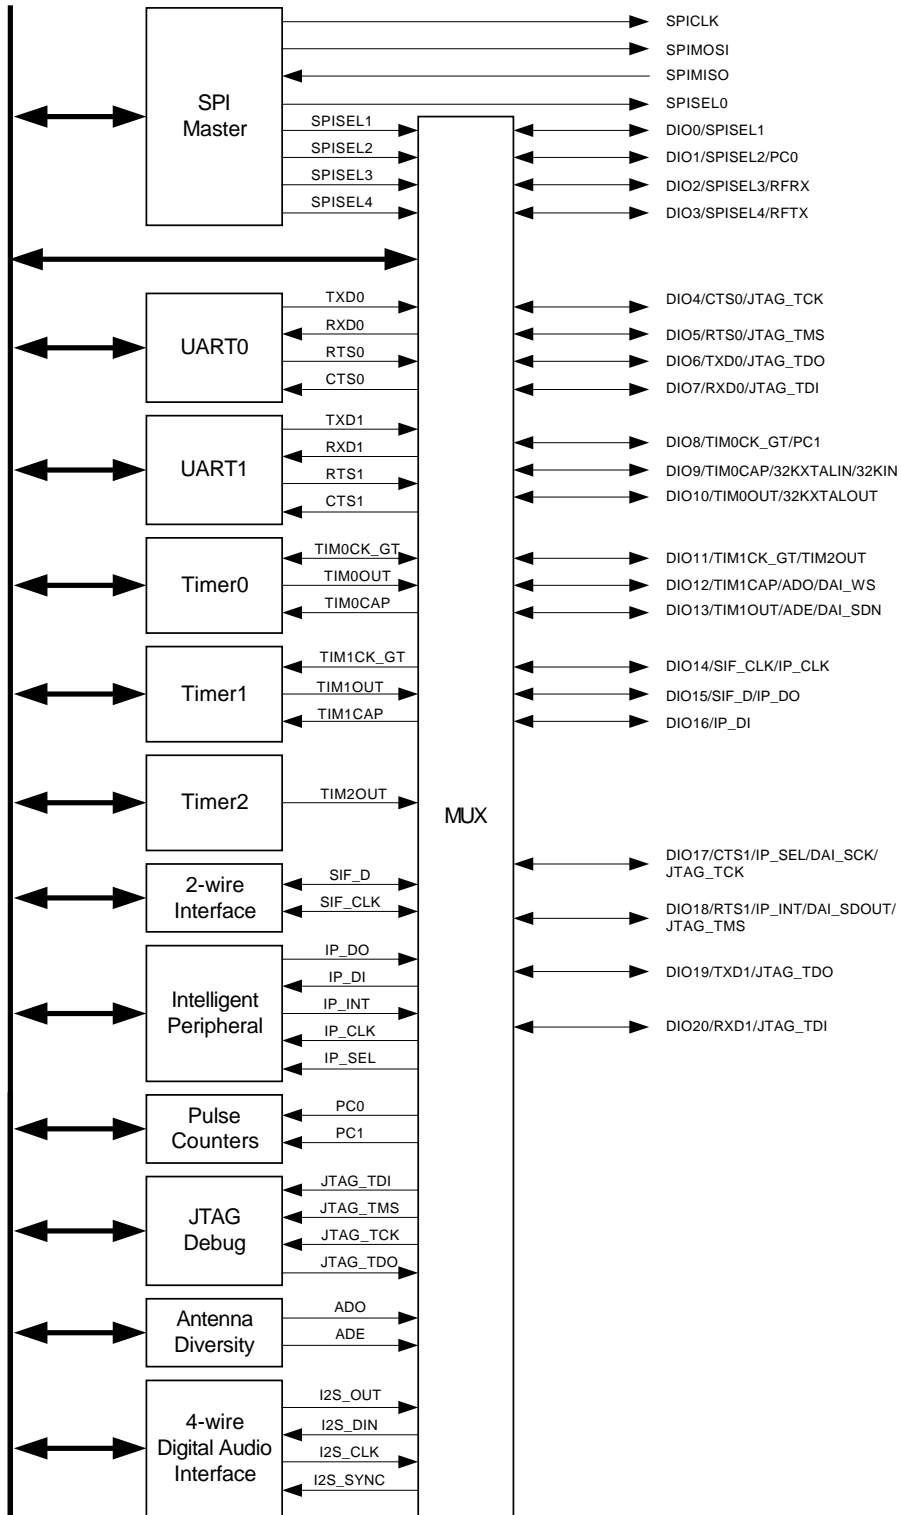 SPICLK
SPIMOSI
SPIMISO
SPISEL0
SPI
Master
SPISEL1
SPISEL2
SPISEL3
SPISEL4
DIO0/SPISEL1
DIO1/SPISEL2/PC0
DIO2/SPISEL3/RFRX
DIO3/SPISEL4/RFTX
UART0
TXD0
RXD0
RTS0
CTS0
DIO4/CTS0/JTAG_TCK
DIO5/RTS0/JTAG_TMS
DIO6/TXD0/JTAG_TDO
DIO7/RXD0/JTAG_TDI
UART1
TXD1
RXD1
RTS1
CTS1
DIO8/TIM0CK_GT/PC1
DIO9/TIM0CAP/32KXTALIN/32KIN
DIO10/TIM0OUT/32KXTALOUT
Timer0
TIM0CK_GT
TIM0OUT
TIM0CAP
DIO11/TIM1CK_GT/TIM2OUT
DIO12/TIM1CAP/ADO/DAI_WS
DIO13/TIM1OUT/ADE/DAI_SDN
Timer1
TIM1CK_GT
TIM1OUT
TIM1CAP
DIO14/SIF_CLK/IP_CLK
DIO15/SIF_D/IP_DO
DIO16/IP_DI
Timer2
TIM2OUT
MUX
2-wire
Interface
SIF_D
SIF_CLK
DIO17/CTS1/IP_SEL/DAI_SCK/
JTAG_TCK
DIO18/RTS1/IP_INT/DAI_SDOUT/
JTAG_TMS
DIO19/TXD1/JTAG_TDO
DIO20/RXD1/JTAG_TDI
Intelligent
Peripheral
IP_DO
IP_DI
IP_INT
IP_CLK
IP_SEL
Pulse
Counters
PC0
PC1
JTAG
Debug
JTAG_TDI
JTAG_TMS
JTAG_TCK
JTAG_TDO
Antenna
Diversity
ADO
ADE
4-wire
Digital Audio
Interface
I2S_OUT
I2S_DIN
I2S_CLK
I2S_SYNC